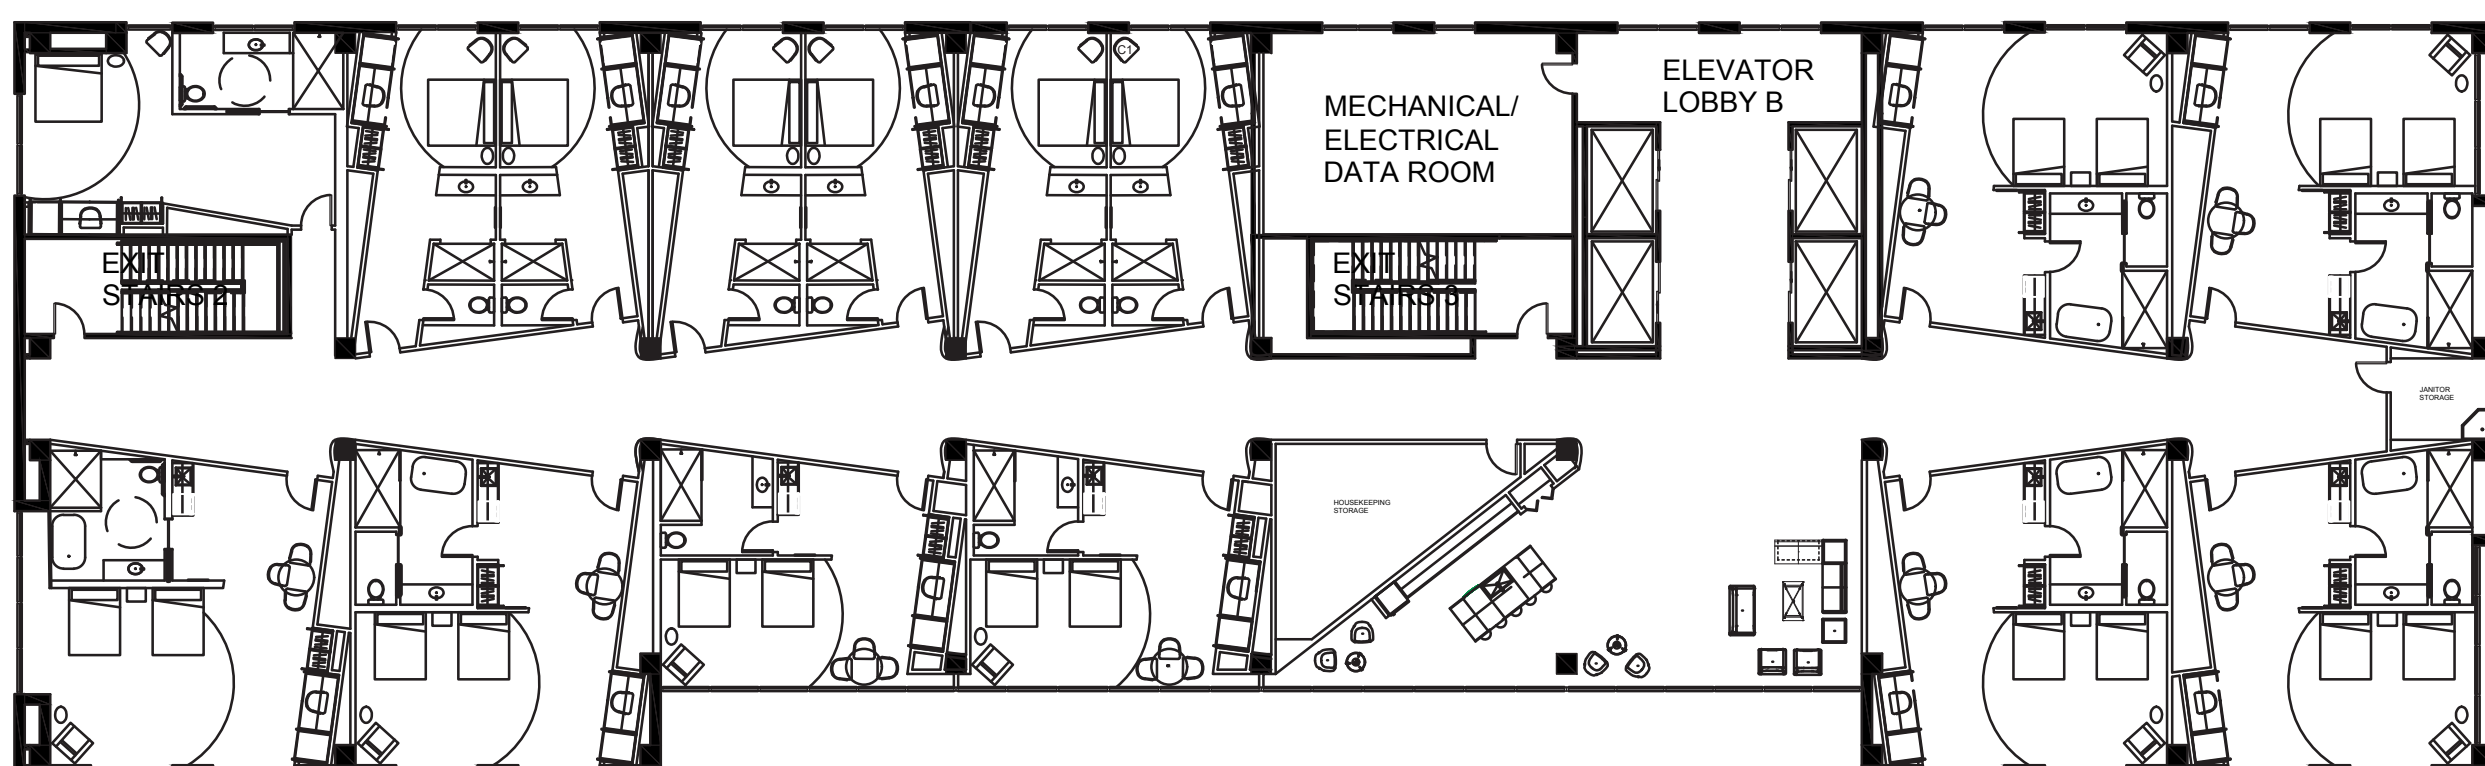 C1
ELEVATOR
LOBBY B
MECHANICAL/
ELECTRICAL
DATA ROOM
EXIT
STAIRS 2
EXIT
STAIRS 3
JANITOR
STORAGE
HOUSEKEEPING
STORAGE